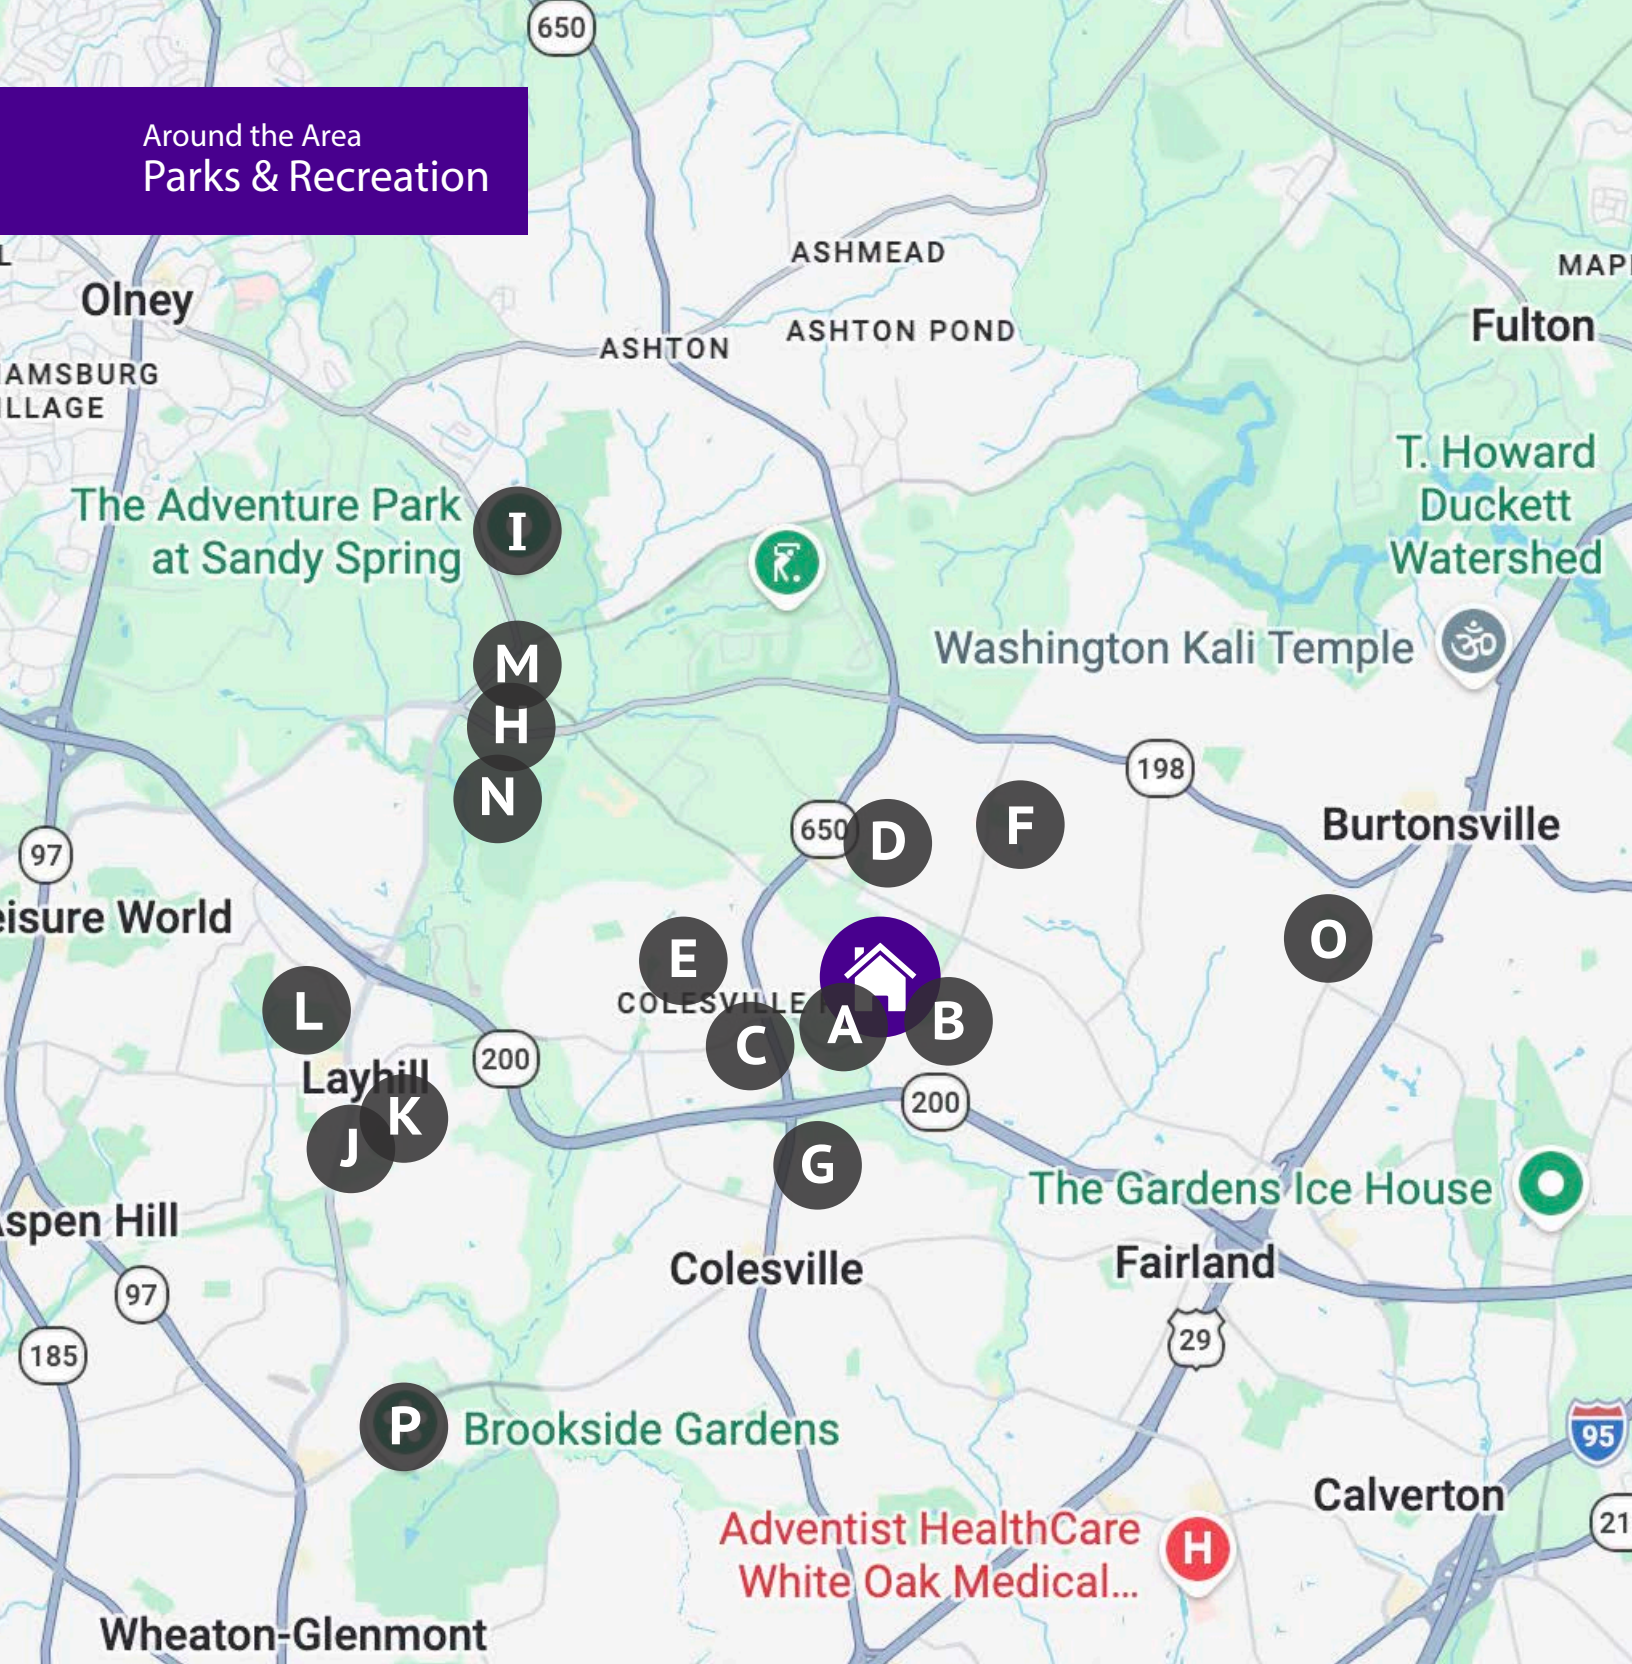 650
Around the Area
Parks & Recreation
L
ASHMEAD
MAP
Olney
ASHTON POND
Fulton
ASHTON
IAMSBURG
ILLAGE
T. Howard
Duckett
Watershed
The Adventure Park
at Sandy Spring
I
M
Washington Kali Temple
H
198
N
650
D
F
Burtonsville
97
eisure World
E
O
COLESVILLE
L
C
A
B
200
Layhill
K
200
J
G
The Gardens Ice House
Aspen Hill
Colesville
Fairland
97
29
185
P
Brookside Gardens
95
Calverton
21
Adventist HealthCare
White Oak Medical...
H
Wheaton-Glenmont